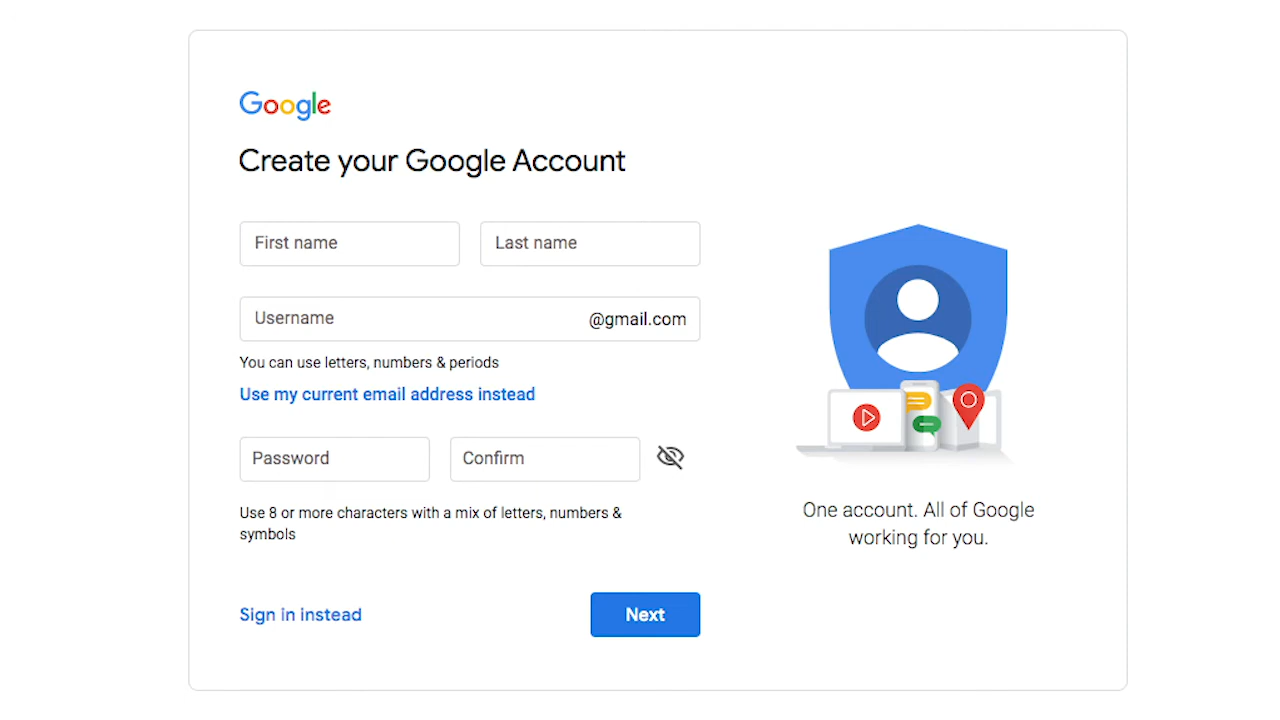 Google
Create your Google Account
First name
Last name
Username
@gmail.com
You can use letters, numbers & periods
Use my current email address instead
Password
Confirm
Use 8 or more characters with a mix of letters, numbers &
symbols
Sign in instead
Next
One account. All of Google
working for you.